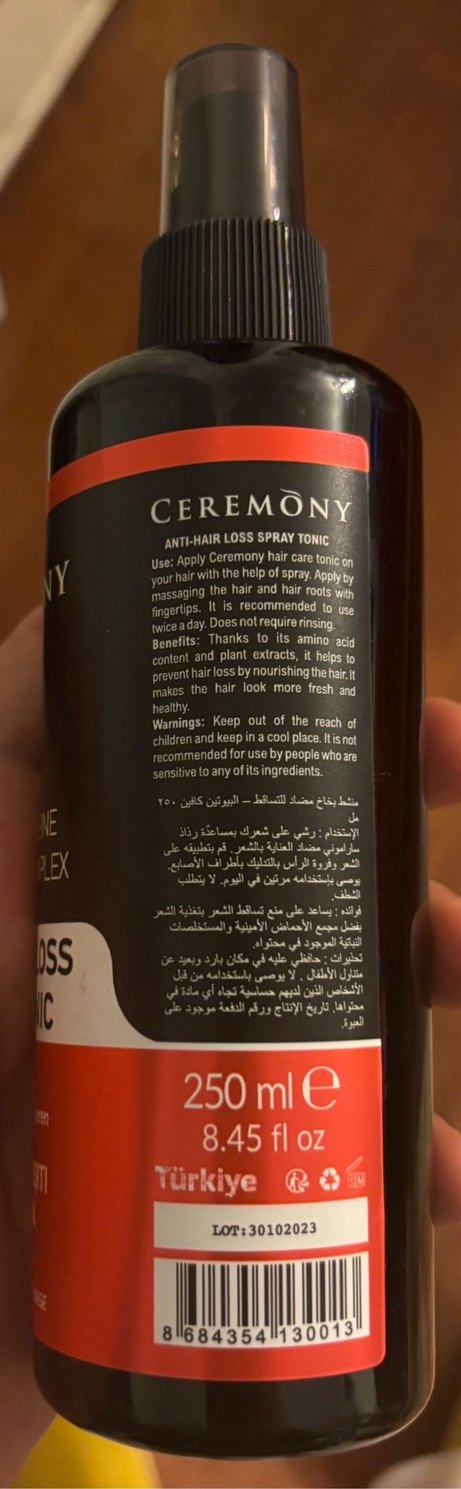 CEREMONY
ANTI-HAIR LOSS SPRAY TONIC
Use: Apply Ceremony hair care tonic on
your hair with the help of spray. Apply by
massaging the hair and hair roots with
fingertips. It is recommended to use
twice a day. Does not require rinsing.
Benefits: Thanks to its amino acid
content and plant extracts, it helps to
prevent hair loss by nourishing the hair. It
makes the hair look more fresh and
healthy.
Warnings: Keep out of the reach of
children and keep in a cool place. It is not
recommended for use by people who are
sensitive to any of its ingredients.
منشط بخاخ مضاد للتساقط – البيوتين كافين ٢٥٠
مل
الإستخدام : رشي على شعرك بمساعدّة رذاذ
ساراموني مضاد العناية بالشعر. قم بتطبيقه على
الشعر وفروة الرأس بالتدليك بأطراف الأصابع.
يوصى بإستخدامه مرتين في اليوم. لا يتطلب
الشطف.
فوائده : يساعد على منع تساقط الشعر بتغذية الشعر
بفضل مجمع الأحماض الأمينية والمستخلصات
النباتية الموجود في محتواه.
تحذيرات : حافظي عليه في مكان بارد وبعيد عن
متناول الأطفال . لا يوصى باستخدامه من قبل
الأشخاص الذين لديهم حساسية تجاه أي مادة في
محتواها. تاريخ الإنتاج ورقم الدفعة موجود على
العبوة.
NY
PLEX
LOSS
IC
250 ml e
8.45 fl oz
Türkiye
12M
LOT:30102023
8 684354 130013